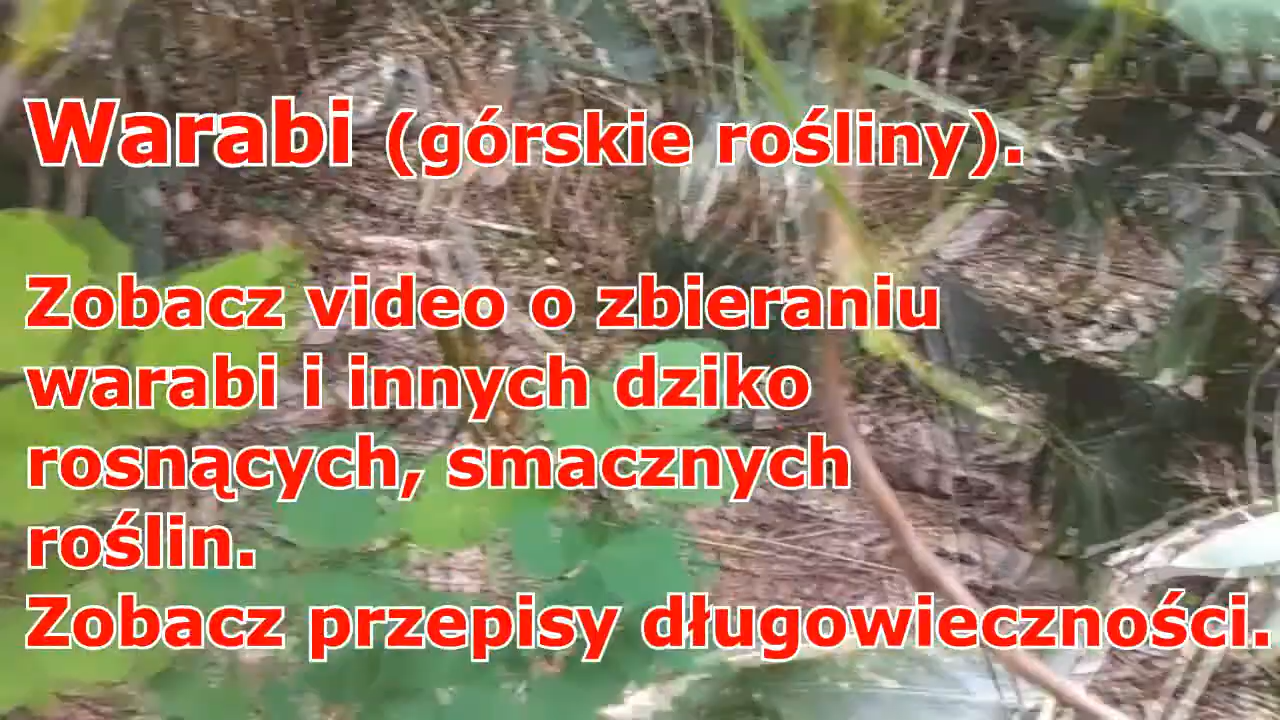 Warabi (górskie rośliny).
Zobacz video o zbieraniu
warabi i innych dziko
rosnących, smacznych
roślin.
Zobacz przepisy długowieczności.